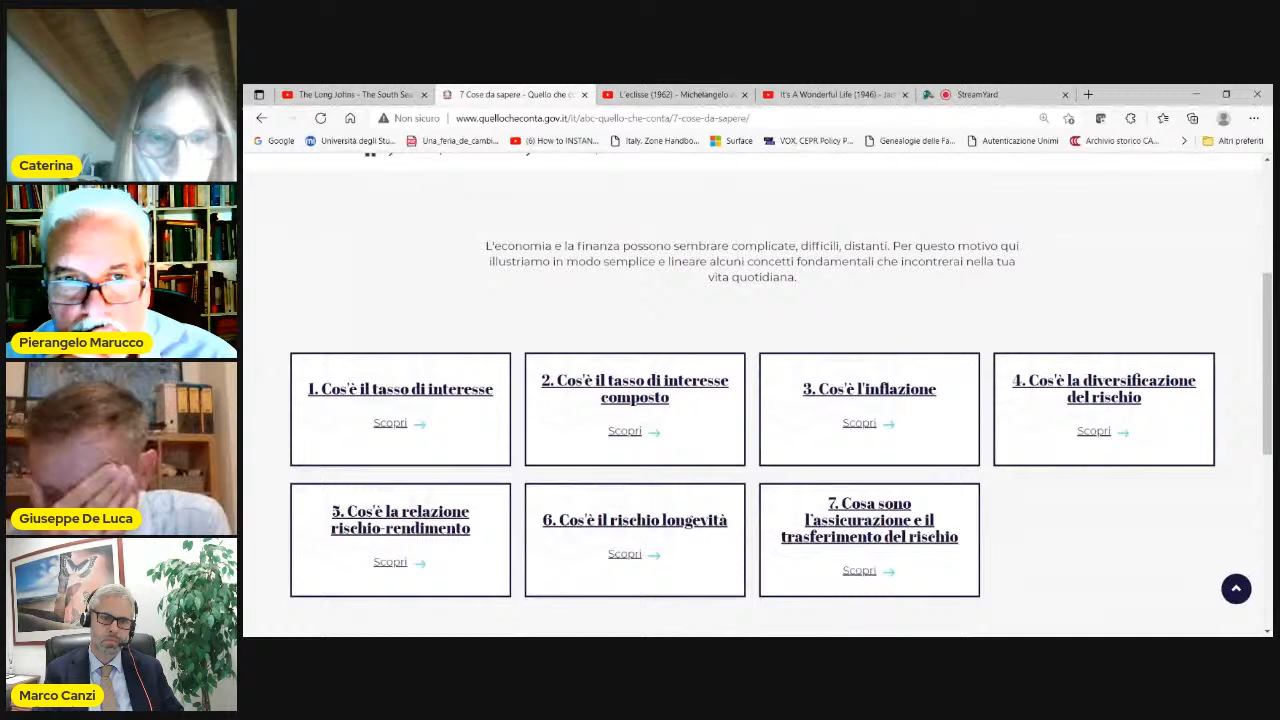 Caterina
Pierangelo Marucco
Giuseppe De Luca
Marco Canzi
The Long Johns - The South Sea
7 Cose da sapere - Quello che c
L'eclisse (1962) - Michelangelo
It's A Wonderful Life (1946) - Ja
StreamYard
Non sicuro
www.quellocheconta.gov.it/it/abc-quello-che-conta/7-cose-da-sapere/
Google
Università degli Stu...
Una_feria_de_cambi...
(6) How to INSTAN...
Italy. Zone Handbo...
Surface
VOX, CEPR Policy P...
Genealogie delle Fa...
Autenticazione Unimi
Archivio storico CA...
Altri preferiti
L'economia e la finanza possono sembrare complicate, difficili, distanti. Per questo motivo qui
illustriamo in modo semplice e lineare alcuni concetti fondamentali che incontrerai nella tua
vita quotidiana.
1. Cos'è il tasso di interesse
Scopri
2. Cos'è il tasso di interesse
composto
Scopri
3. Cos'è l'inflazione
Scopri
4. Cos'è la diversificazione
del rischio
Scopri
5. Cos'è la relazione
rischio-rendimento
Scopri
6. Cos'è il rischio longevità
Scopri
7. Cosa sono
l'assicurazione e il
trasferimento del rischio
Scopri